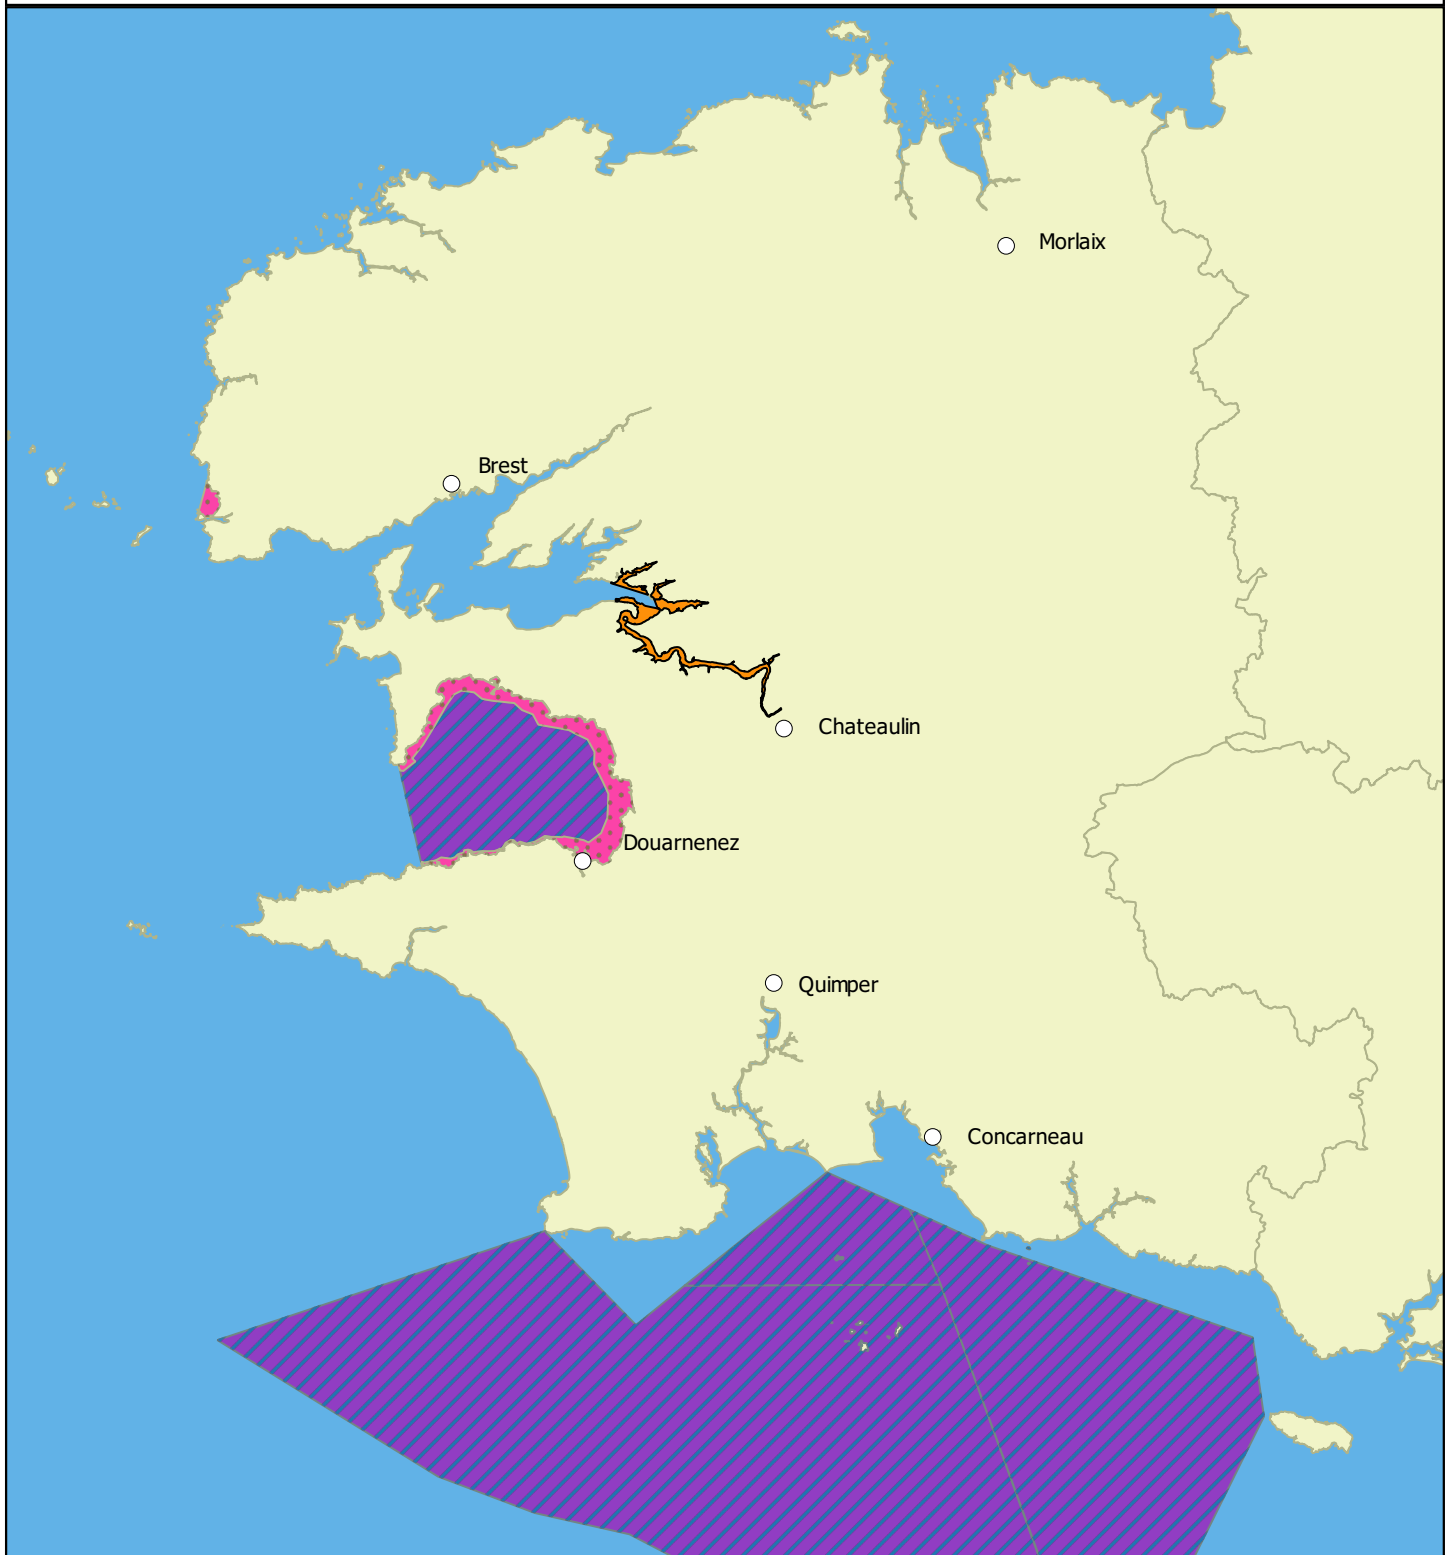 Morlaix
Brest
Chateaulin
Douarnenez
Quimper
Concarneau